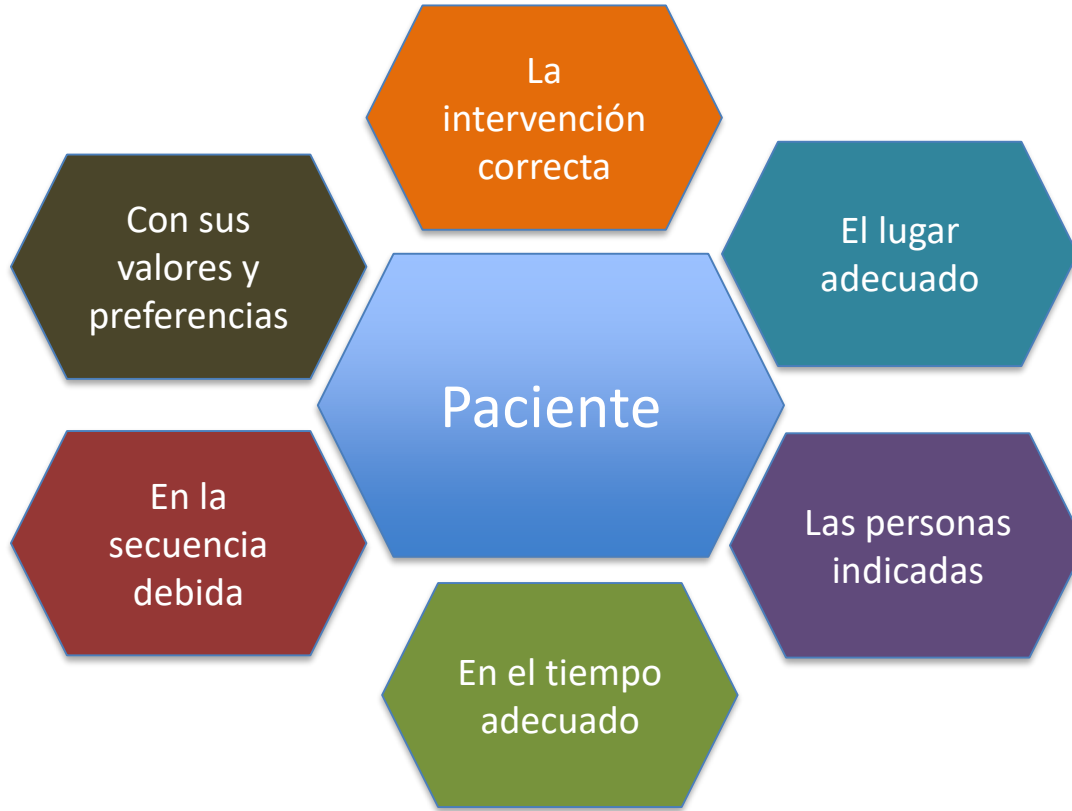 La
intervención
correcta
El lugar
adecuado
Las personas
indicadas
En el tiempo
adecuado
En la
secuencia
debida
Con sus
valores y
preferencias
Paciente